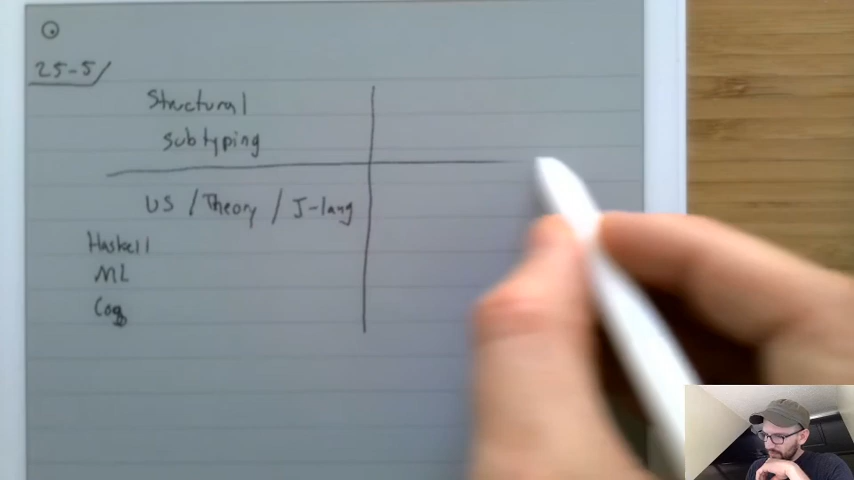 25-5
Structural
subtyping
US / Theory / J-lang
Haskell
ML
Coq